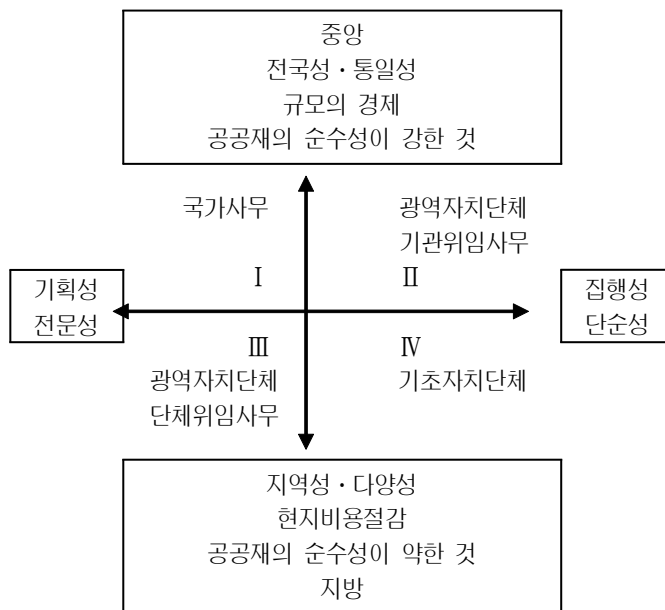 중앙
전국성·통일성
규모의 경제
공공재의 순수성이 강한 것
국가사무
광역자치단체
기관위임사무
기획성
전문성
Ⅰ
Ⅱ
집행성
단순성
Ⅲ
Ⅳ
광역자치단체
단체위임사무
기초자치단체
지역성·다양성
현지비용절감
공공재의 순수성이 약한 것
지방